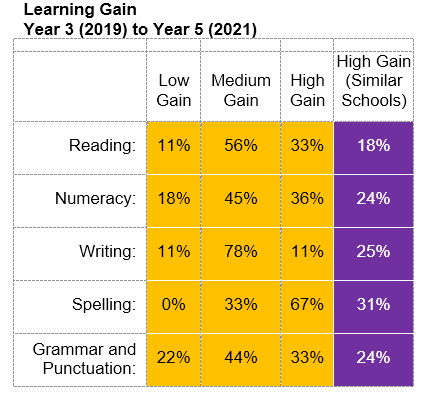 Learning Gain
Year 3 (2019) to Year 5 (2021)
Low Gain Medium Gain High Gain High Gain (Similar Schools)
Reading: 11% 56% 33% 18%
Numeracy: 18% 45% 36% 24%
Writing: 11% 78% 11% 25%
Spelling: 0% 33% 67% 31%
Grammar and Punctuation: 22% 44% 33% 24%